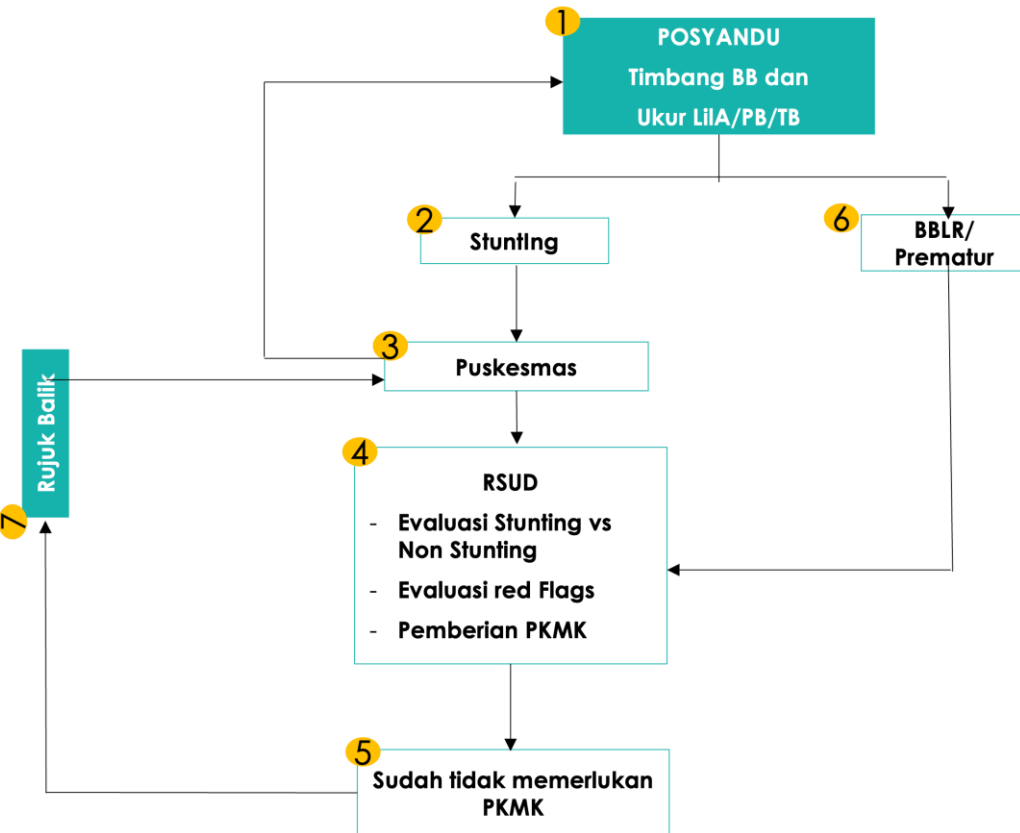 1
POSYANDU
Timbang BB dan
Ukur LilA/PB/TB
2
Stunting
6
BBLR/
Prematur
3
Puskesmas
Rujuk Balik
7
4
RSUD
- Evaluasi Stunting vs
Non Stunting
- Evaluasi red Flags
- Pemberian PKMK
5
Sudah tidak memerlukan
PKMK